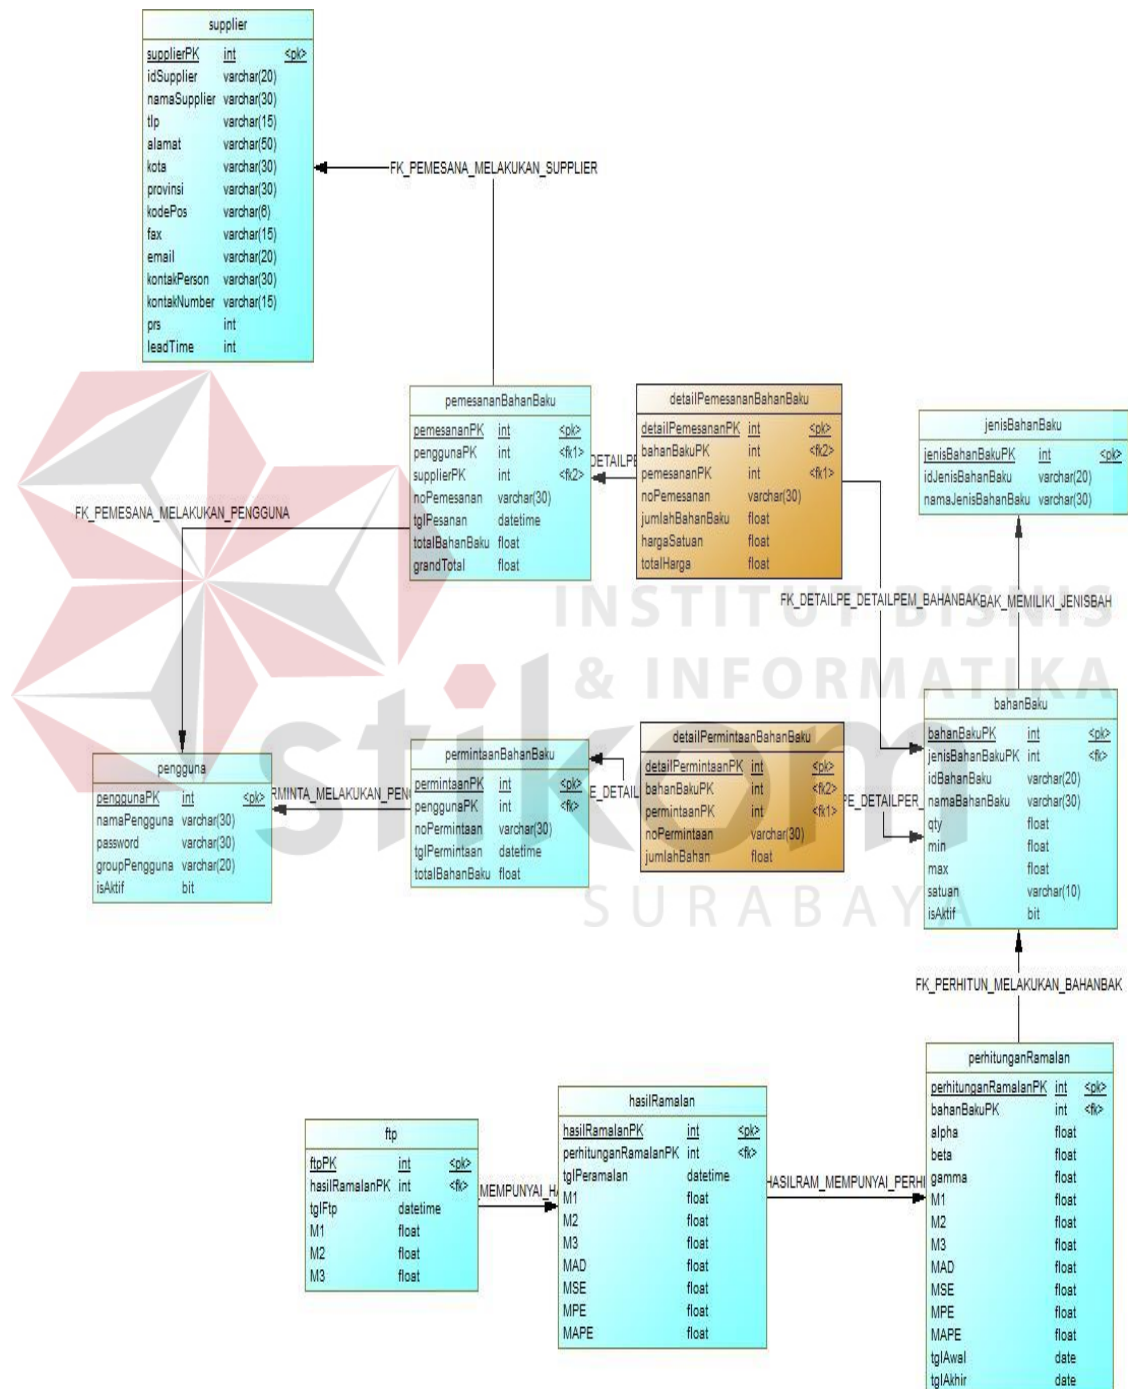 supplier
supplierPK int <pk>
idSupplier varchar(20)
namaSupplier varchar(30)
tlp varchar(15)
alamat varchar(50)
kota varchar(30)
provinsi varchar(30)
kodePos varchar(6)
fax varchar(15)
email varchar(20)
kontakPerson varchar(30)
kontakNumber varchar(15)
prs int
leadTime int
FK_PEMESANA_MELAKUKAN_SUPPLIER
pemesananBahanBaku
pemesananPK int <pk>
penggunaPK int <fk1>
supplierPK int <fk2>
noPemesanan varchar(30)
tglPesanan datetime
totalBahanBaku float
grandTotal float
DETAILPE
detailPemesananBahanBaku
detailPemesananPK int <pk>
bahanBakuPK int <fk2>
pemesananPK int <fk1>
noPemesanan varchar(30)
jumlahBahanBaku float
hargaSatuan float
totalHarga float
jenisBahanBaku
jenisBahanBakuPK int <pk>
idJenisBahanBaku varchar(20)
namaJenisBahanBaku varchar(30)
FK_PEMESANA_MELAKUKAN_PENGGUNA
FK_DETAILPE_DETAILPEM_BAHANBAK
BAK_MEMILIKI_JENISBAH
INSTITUT BISNIS
& INFORMATIKA
stikom
SURABAYA
pengguna
penggunaPK int <pk>
namaPengguna varchar(30)
password varchar(30)
groupPengguna varchar(20)
isAktif bit
RMINTA_MELAKUKAN_PEN
permintaanBahanBaku
permintaanPK int <pk>
penggunaPK int <fk>
noPermintaan varchar(30)
tglPermintaan datetime
totalBahanBaku float
E_DETAIL
detailPermintaanBahanBaku
detailPermintaanPK int <pk>
bahanBakuPK int <fk2>
permintaanPK int <fk1>
noPermintaan varchar(30)
jumlahBahan float
PE_DETAILPER_
bahanBaku
bahanBakuPK int <pk>
jenisBahanBakuPK int <fk>
idBahanBaku varchar(20)
namaBahanBaku varchar(30)
qty float
min float
max float
satuan varchar(10)
isAktif bit
FK_PERHITUN_MELAKUKAN_BAHANBAK
ftp
ftpPK int <pk>
hasilRamalanPK int <fk>
tglFtp datetime
M1 float
M2 float
M3 float
MEMPUNYAI_HA
hasilRamalan
hasilRamalanPK int <pk>
perhitunganRamalanPK int <fk>
tglPeramalan datetime
M1 float
M2 float
M3 float
MAD float
MSE float
MPE float
MAPE float
HASILRAM_MEMPUNYAI_PERHI
perhitunganRamalan
perhitunganRamalanPK int <pk>
bahanBakuPK int <fk>
alpha float
beta float
gamma float
M1 float
M2 float
M3 float
MAD float
MSE float
MPE float
MAPE float
tglAwal date
tglAkhir date